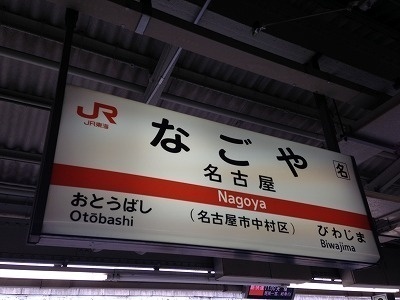 JR
JR東海
なごや
名
名古屋
Nagoya
おとうばし
Otōbashi
(名古屋市中村区)
びわじま
Biwajima